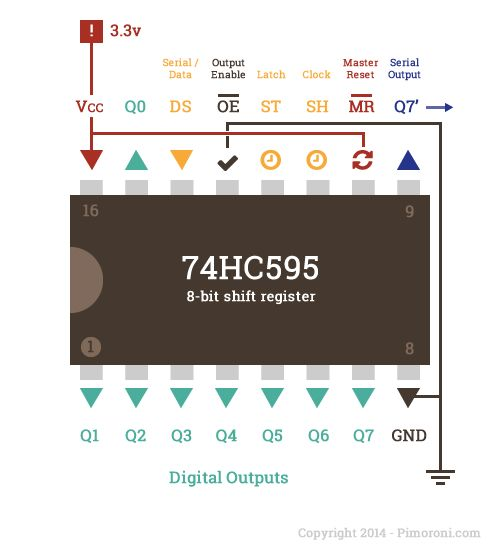 ! 3.3v
Serial / Data Output Enable Latch Clock Master Reset Serial Output
Vcc Q0 DS OE ST SH MR Q7'
16 9
74HC595
8-bit shift register
1 8
Q1 Q2 Q3 Q4 Q5 Q6 Q7 GND
Digital Outputs
Copyright 2014 - Pimoroni.com